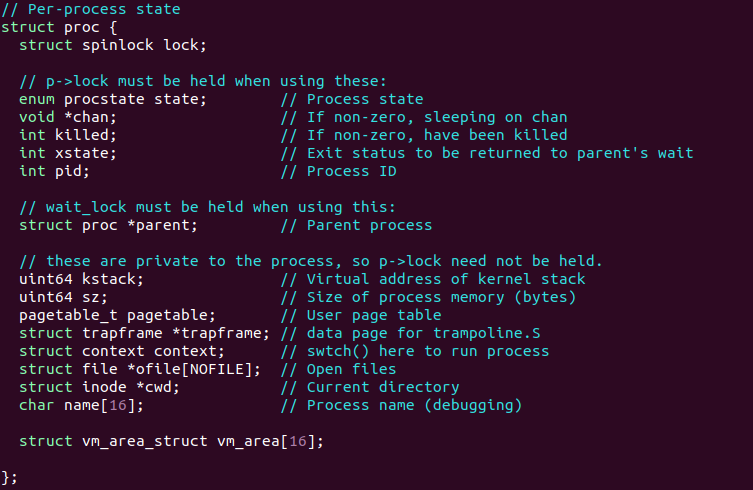 // Per-process state
struct proc {
  struct spinlock lock;

  // p->lock must be held when using these:
  enum procstate state;        // Process state
  void *chan;                  // If non-zero, sleeping on chan
  int killed;                  // If non-zero, have been killed
  int xstate;                  // Exit status to be returned to parent's wait
  int pid;                     // Process ID

  // wait_lock must be held when using this:
  struct proc *parent;         // Parent process

  // these are private to the process, so p->lock need not be held.
  uint64 kstack;               // Virtual address of kernel stack
  uint64 sz;                   // Size of process memory (bytes)
  pagetable_t pagetable;       // User page table
  struct trapframe *trapframe; // data page for trampoline.S
  struct context context;      // swtch() here to run process
  struct file *ofile[NOFILE];  // Open files
  struct inode *cwd;           // Current directory
  char name[16];               // Process name (debugging)

  struct vm_area_struct vm_area[16];

};